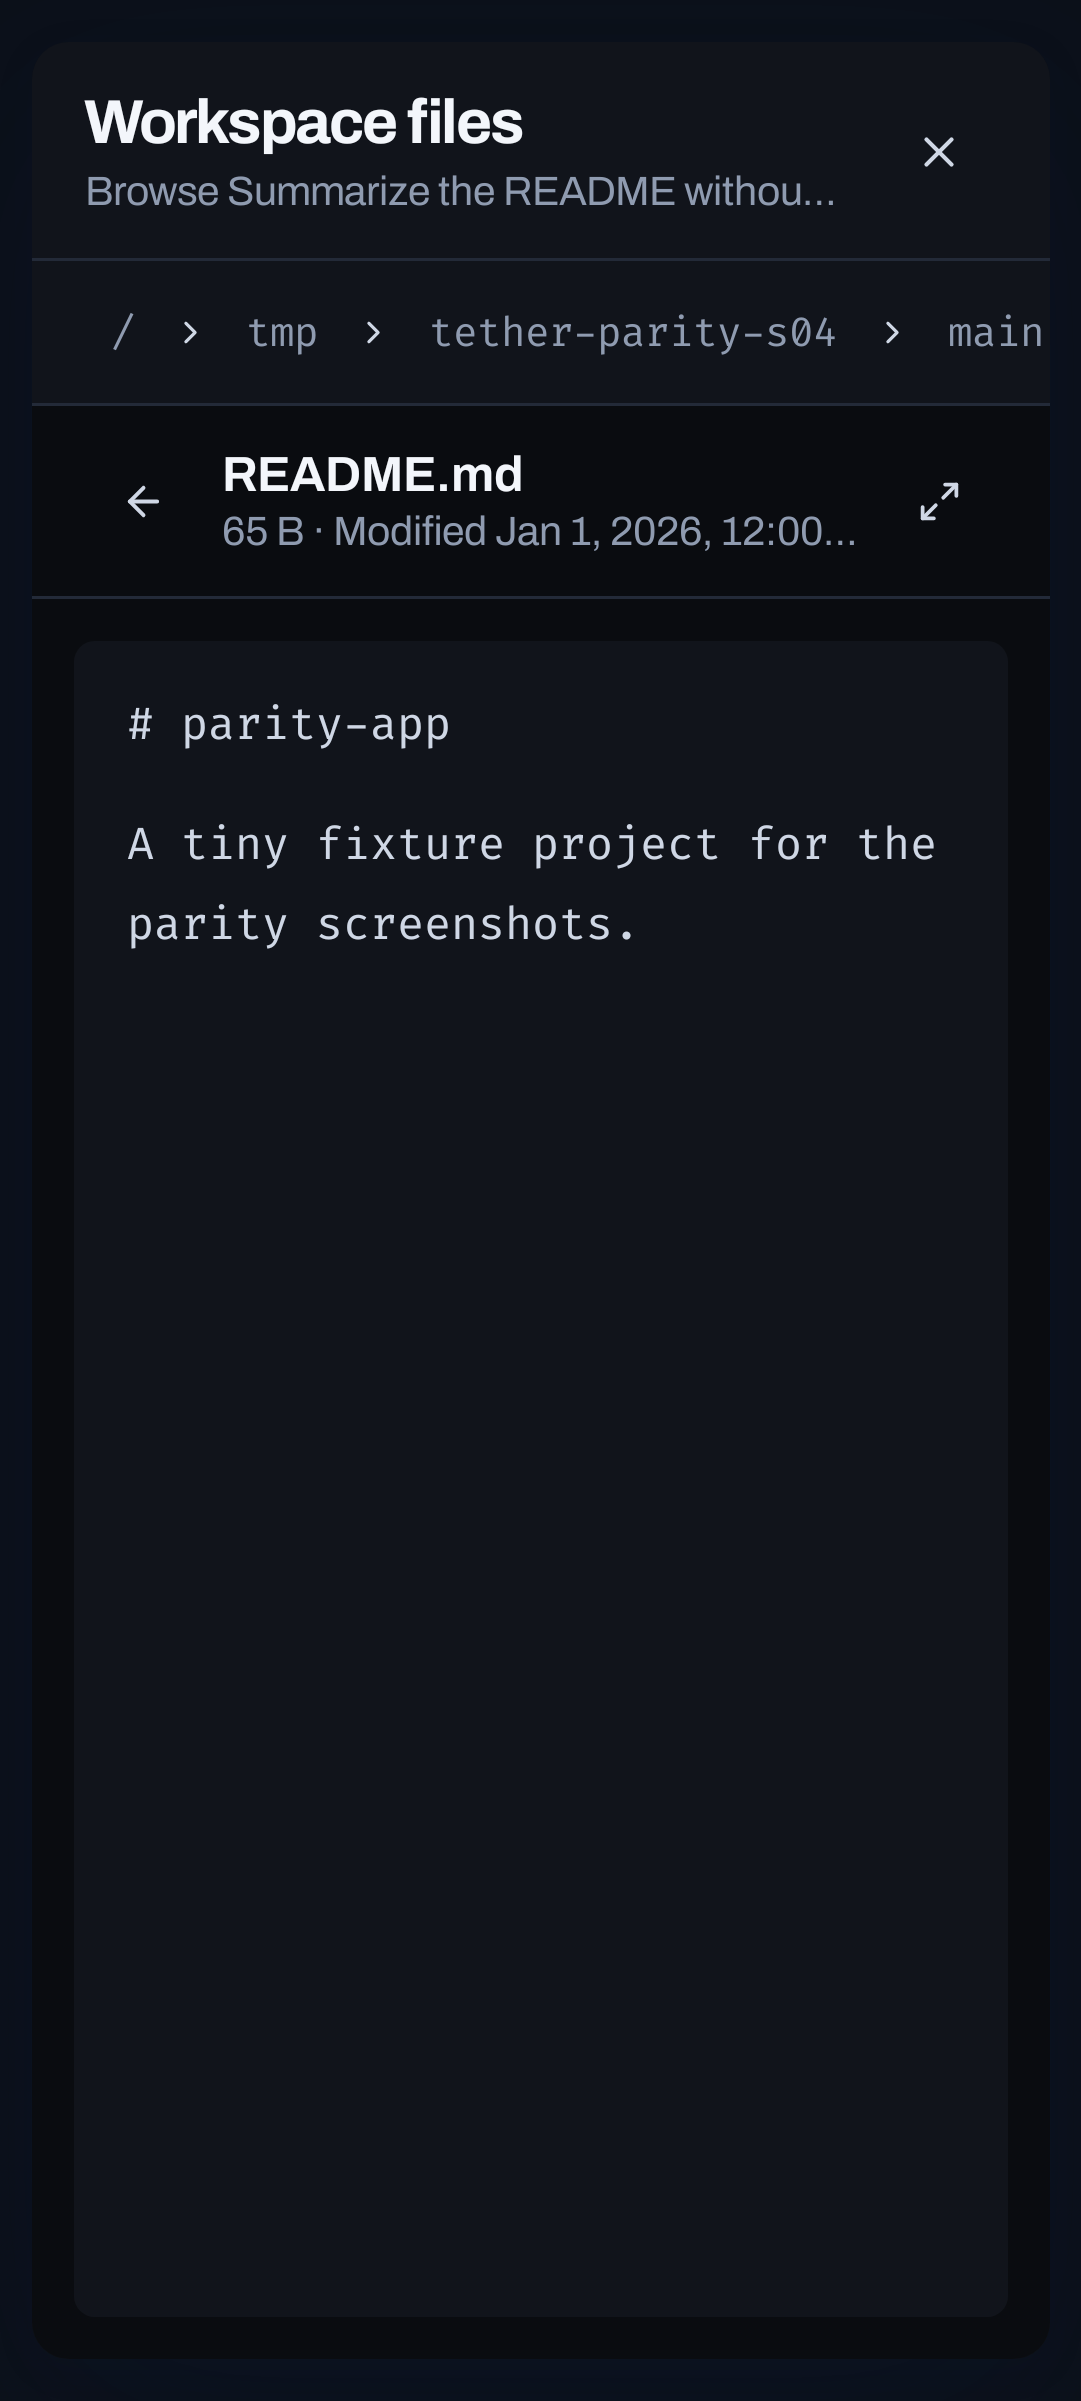 Workspace files
Browse Summarize the README withou...
/ > tmp > tether-parity-s04 > main
README.md
65 B · Modified Jan 1, 2026, 12:00...
# parity-app
A tiny fixture project for the
parity screenshots.